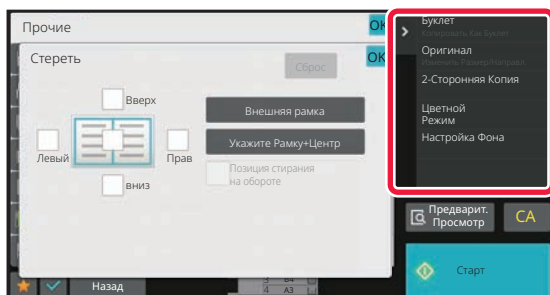 Прочие
OK
Стереть
Сброс
OK
Вверх
Левый
Прав
вниз
Внешняя рамка
Укажите Рамку+Центр
Позиция стирания
на обороте
Назад
4 A3
Буклет
Копировать Как Буклет
Оригинал
Изменить Размер/Направл.
2-Сторонняя Копия
Цветной
Режим
Настройка Фона
Предварит.
Просмотр
CA
Старт